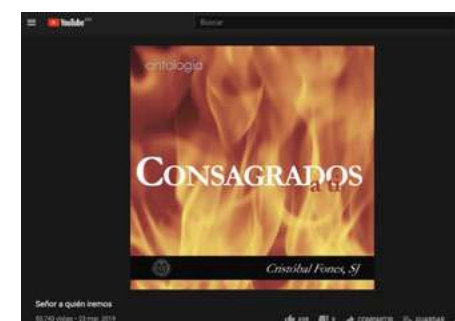 YouTube
Buscar
antología
CONSAGRADOS
a ti
Cristóbal Fones, SJ
Señor a quién iremos
COMPARTIR
GUARDAR